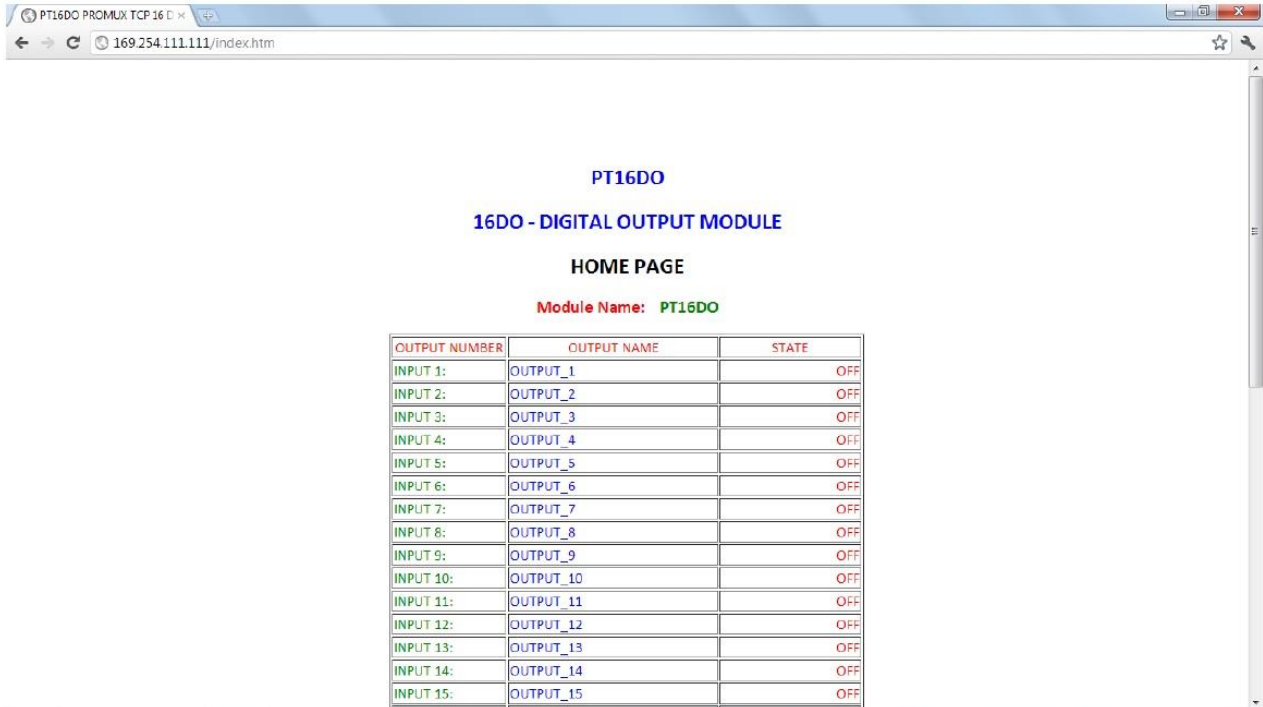 PT16DO PROMUX TCP 16 D
169.254.111.111/index.htm
PT16DO
16DO - DIGITAL OUTPUT MODULE
HOME PAGE
Module Name: PT16DO
OUTPUT NUMBER OUTPUT NAME STATE
INPUT 1: OUTPUT_1 OFF
INPUT 2: OUTPUT_2 OFF
INPUT 3: OUTPUT_3 OFF
INPUT 4: OUTPUT_4 OFF
INPUT 5: OUTPUT_5 OFF
INPUT 6: OUTPUT_6 OFF
INPUT 7: OUTPUT_7 OFF
INPUT 8: OUTPUT_8 OFF
INPUT 9: OUTPUT_9 OFF
INPUT 10: OUTPUT_10 OFF
INPUT 11: OUTPUT_11 OFF
INPUT 12: OUTPUT_12 OFF
INPUT 13: OUTPUT_13 OFF
INPUT 14: OUTPUT_14 OFF
INPUT 15: OUTPUT_15 OFF